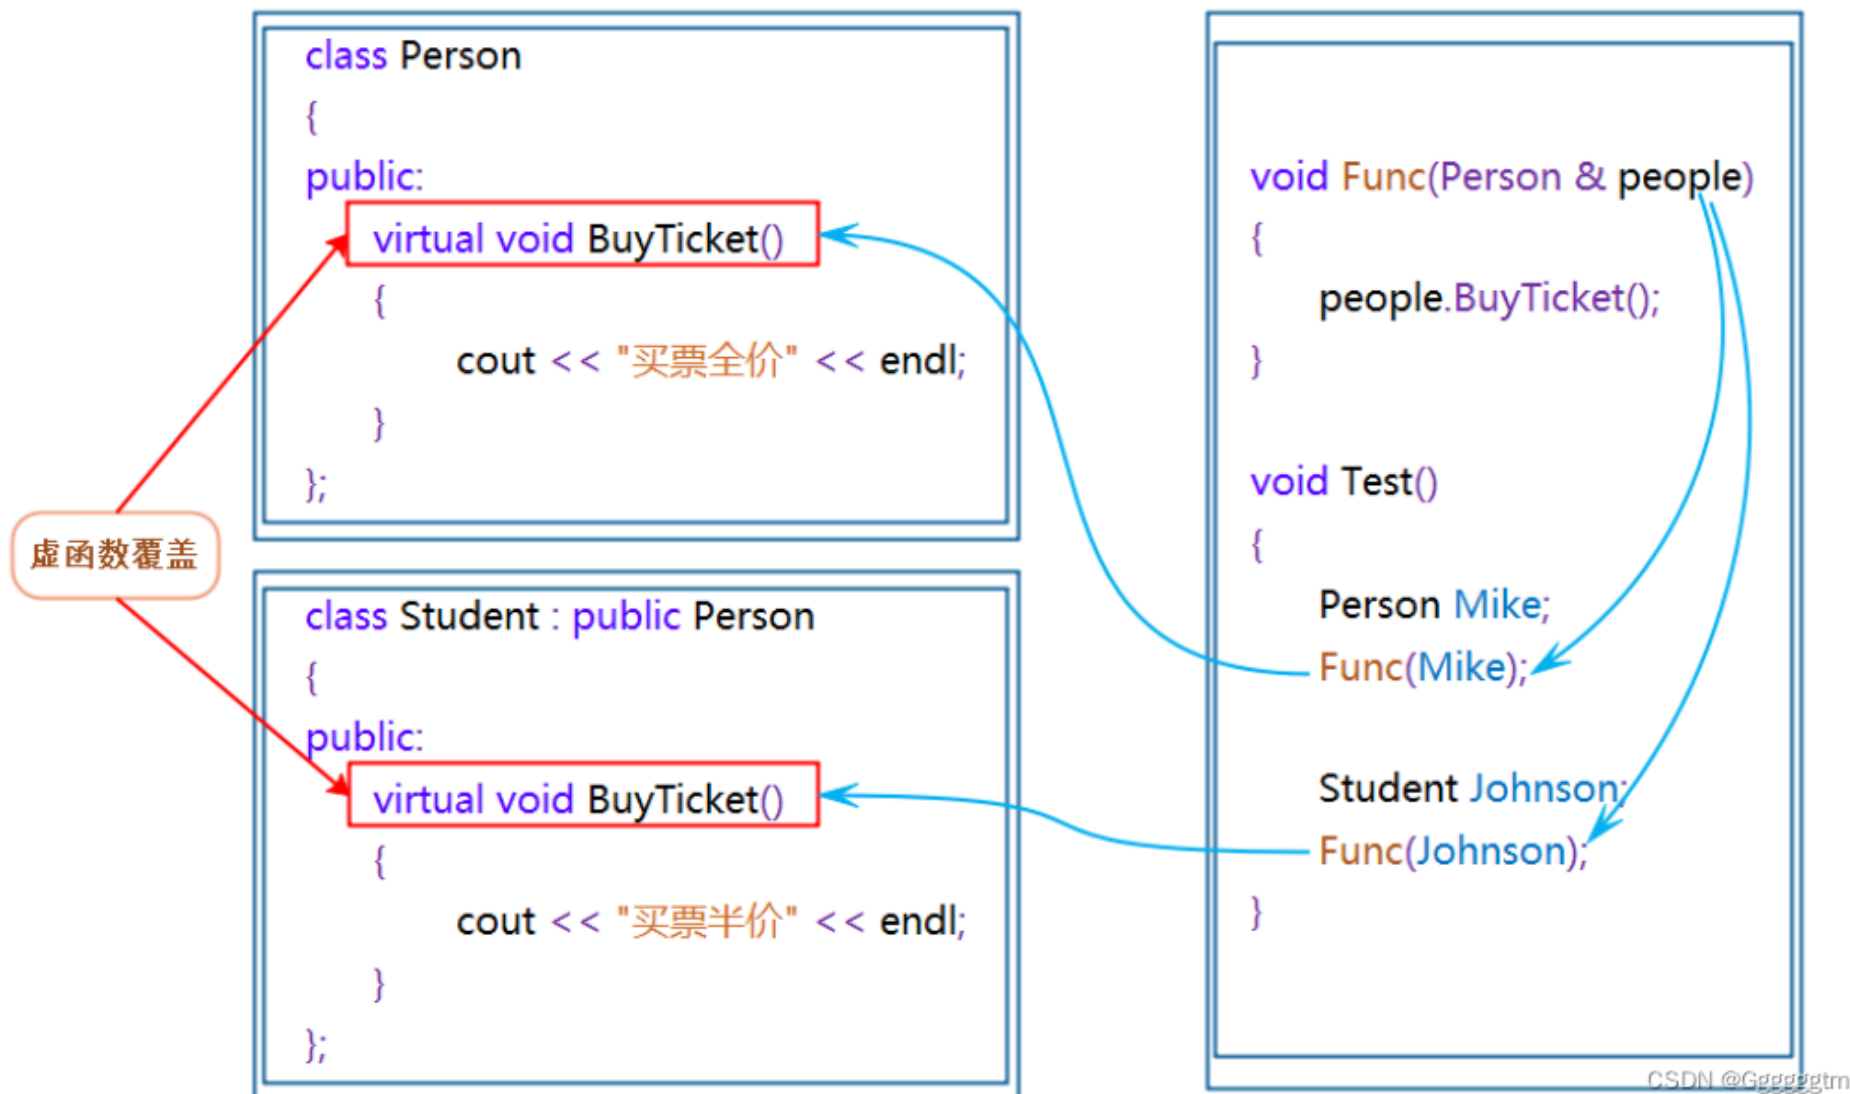 class Person
{
public:
virtual void BuyTicket()
{
cout << "买票全价" << endl;
}
};
虚函数覆盖
class Student : public Person
{
public:
virtual void BuyTicket()
{
cout << "买票半价" << endl;
}
};
void Func(Person & people)
{
people.BuyTicket();
}
void Test()
{
Person Mike;
Func(Mike);
Student Johnson;
Func(Johnson);
}
CSDN @Ggggggtm